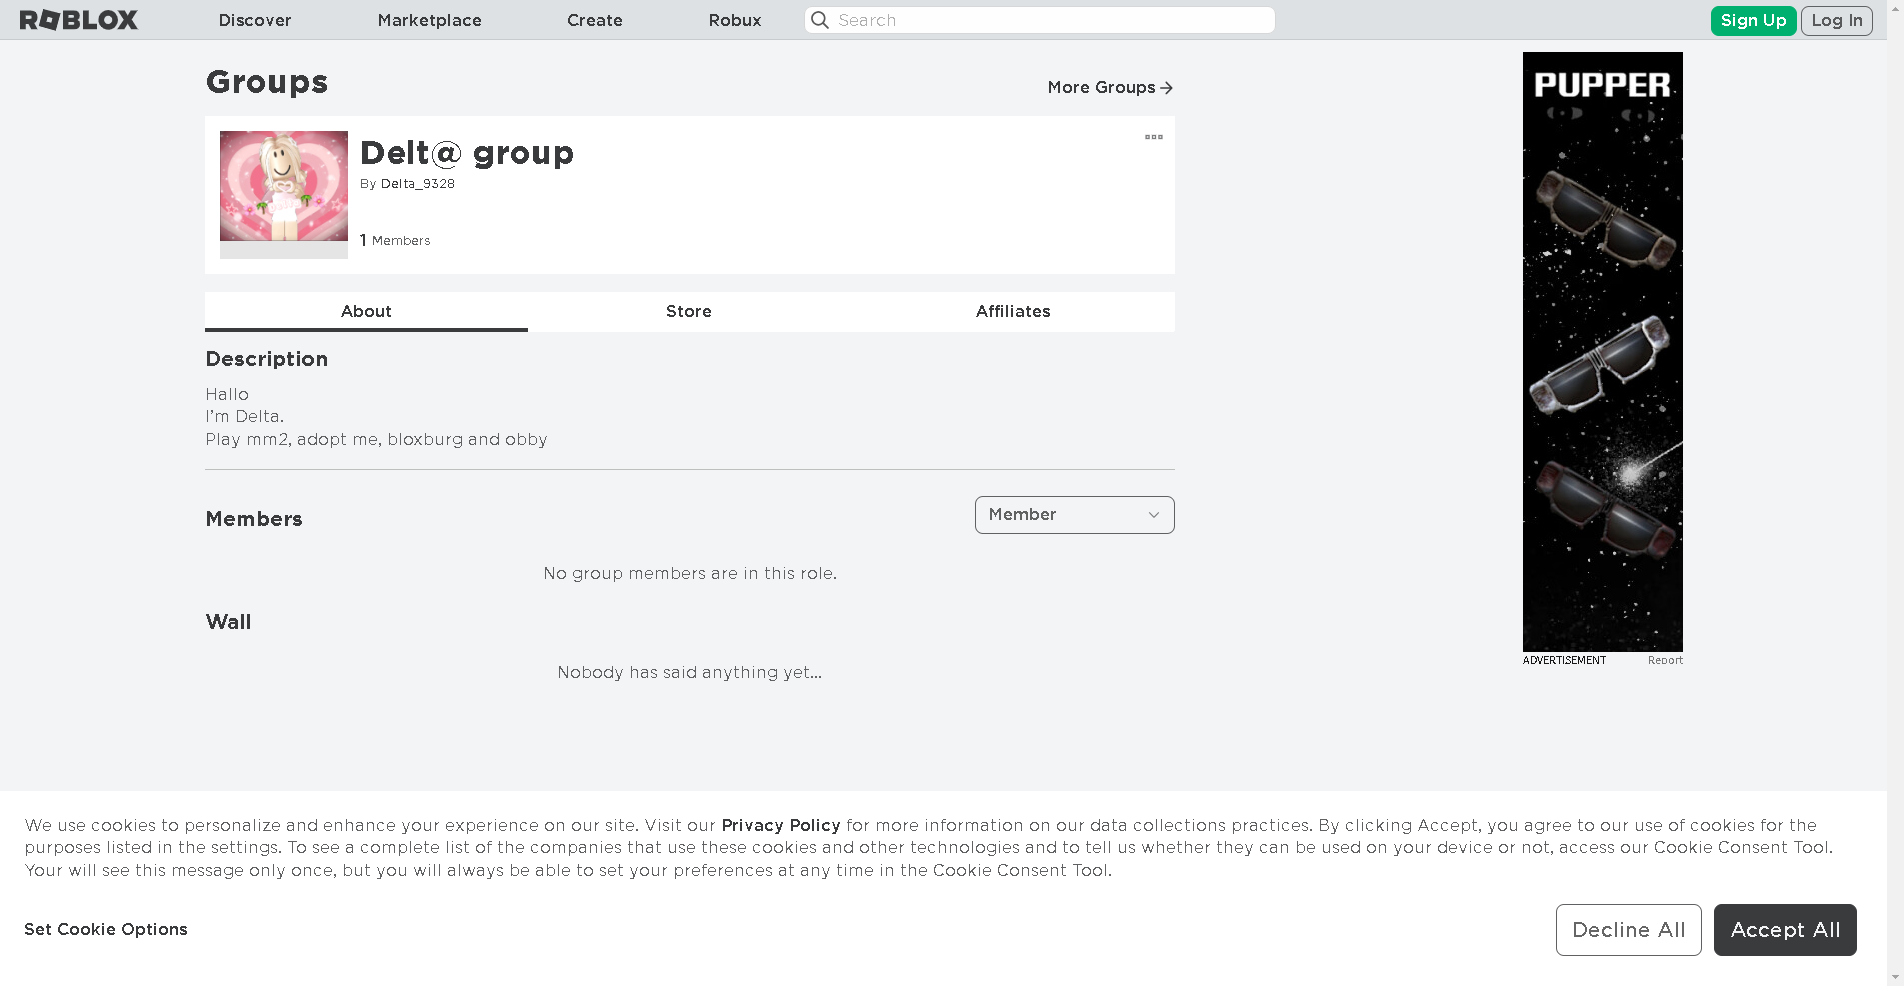 ROBLOX
Discover
Marketplace
Create
Robux
Search
Sign Up
Log In
Groups
More Groups
Delt@ group
By Delta_9328
1 Members
About
Store
Affiliates
Description
Hallo
I'm Delta.
Play mm2, adopt me, bloxburg and obby
Members
Member
No group members are in this role.
Wall
Nobody has said anything yet...
PUPPER
ADVERTISEMENT
Report
We use cookies to personalize and enhance your experience on our site. Visit our Privacy Policy for more information on our data collections practices. By clicking Accept, you agree to our use of cookies for the
purposes listed in the settings. To see a complete list of the companies that use these cookies and other technologies and to tell us whether they can be used on your device or not, access our Cookie Consent Tool.
Your will see this message only once, but you will always be able to set your preferences at any time in the Cookie Consent Tool.
Set Cookie Options
Decline All
Accept All